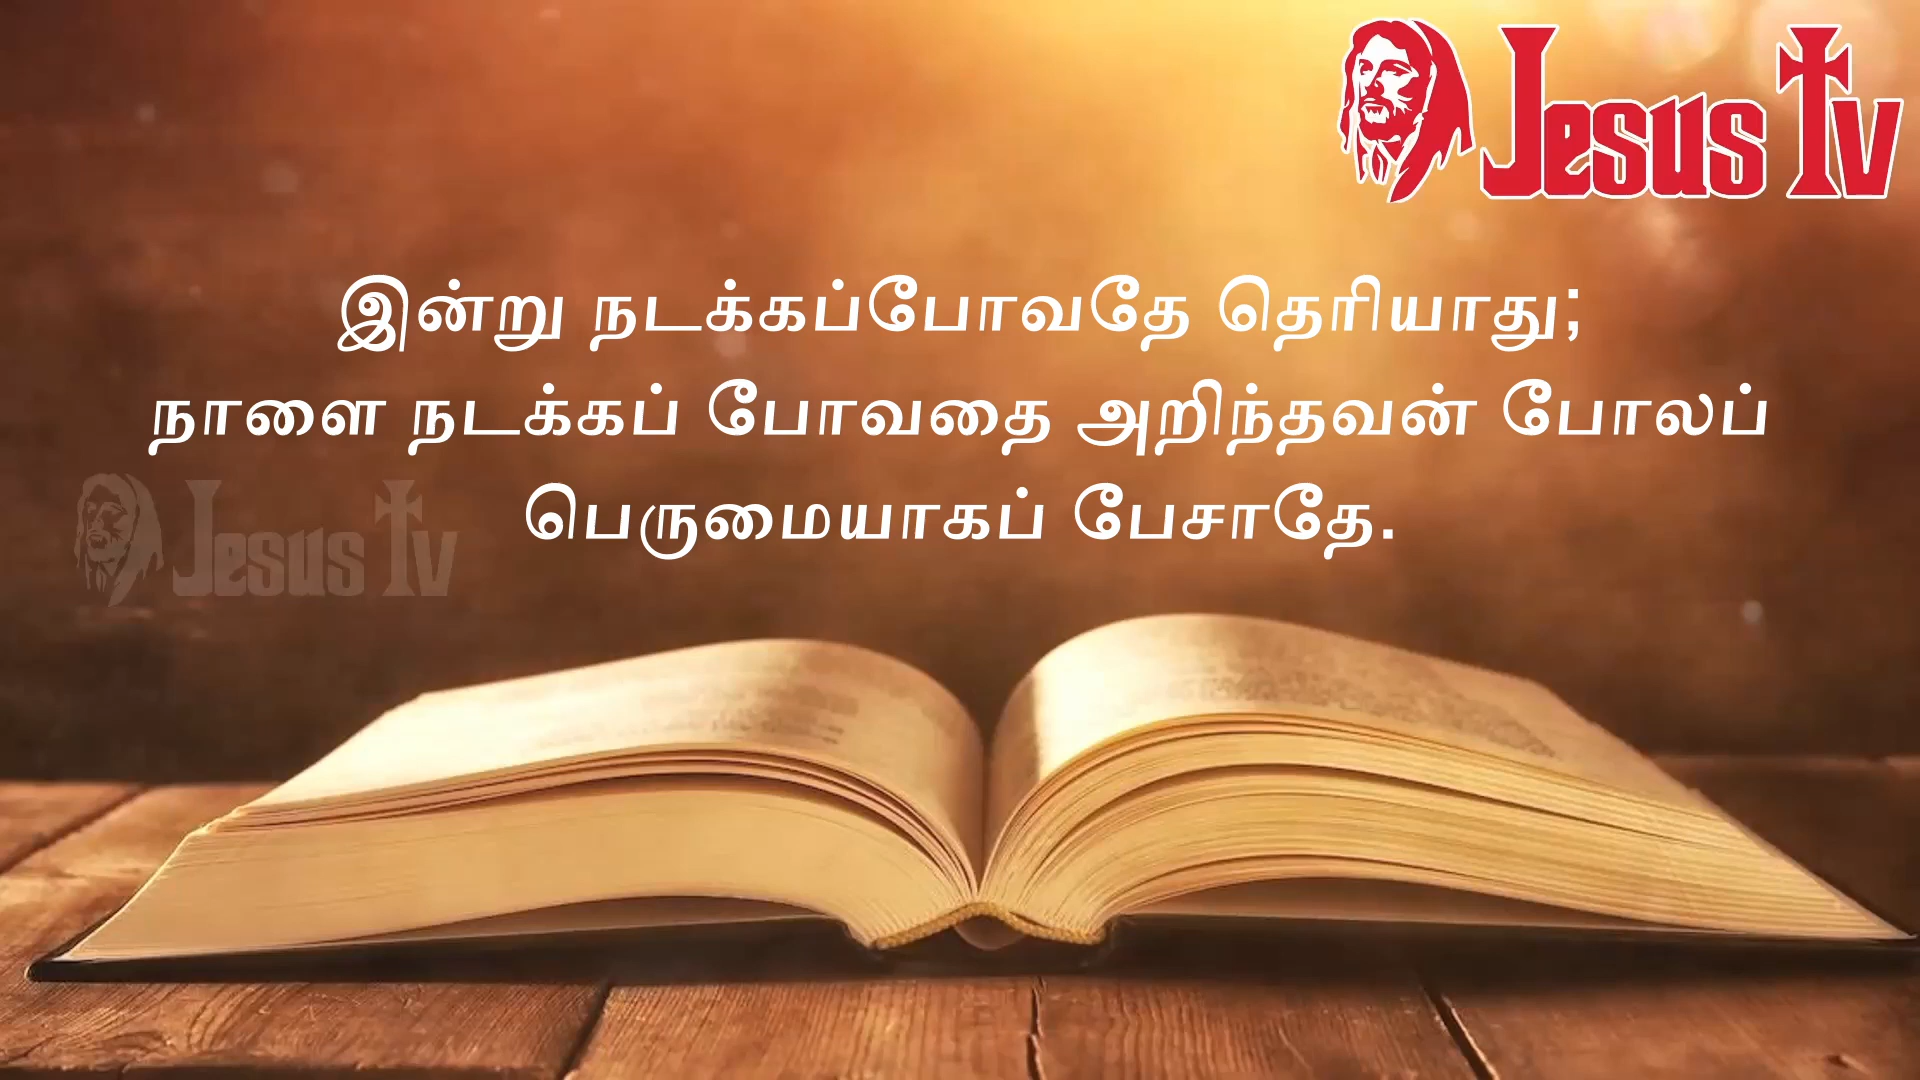 Jesus Tv
இன்று நடக்கப்போவதே தெரியாது;
நாளை நடக்கப் போவதை அறிந்தவன் போலப்
பெருமையாகப் பேசாதே.
Jesus Tv